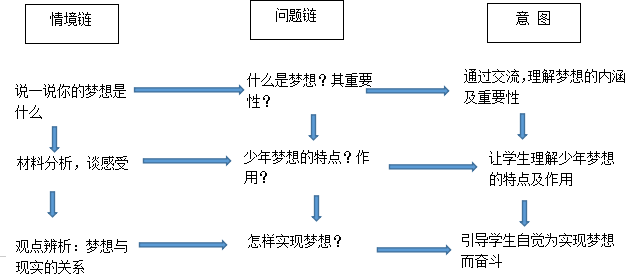 情境链
问题链
意 图
说一说你的梦想是
什么
什么是梦想？其重要
性？
通过交流，理解梦想的内涵
及重要性
材料分析，谈感受
少年梦想的特点？作
用？
让学生理解少年梦想
的特点及作用
观点辨析：梦想与
现实的关系
怎样实现梦想？
引导学生自觉为实现梦想
而奋斗